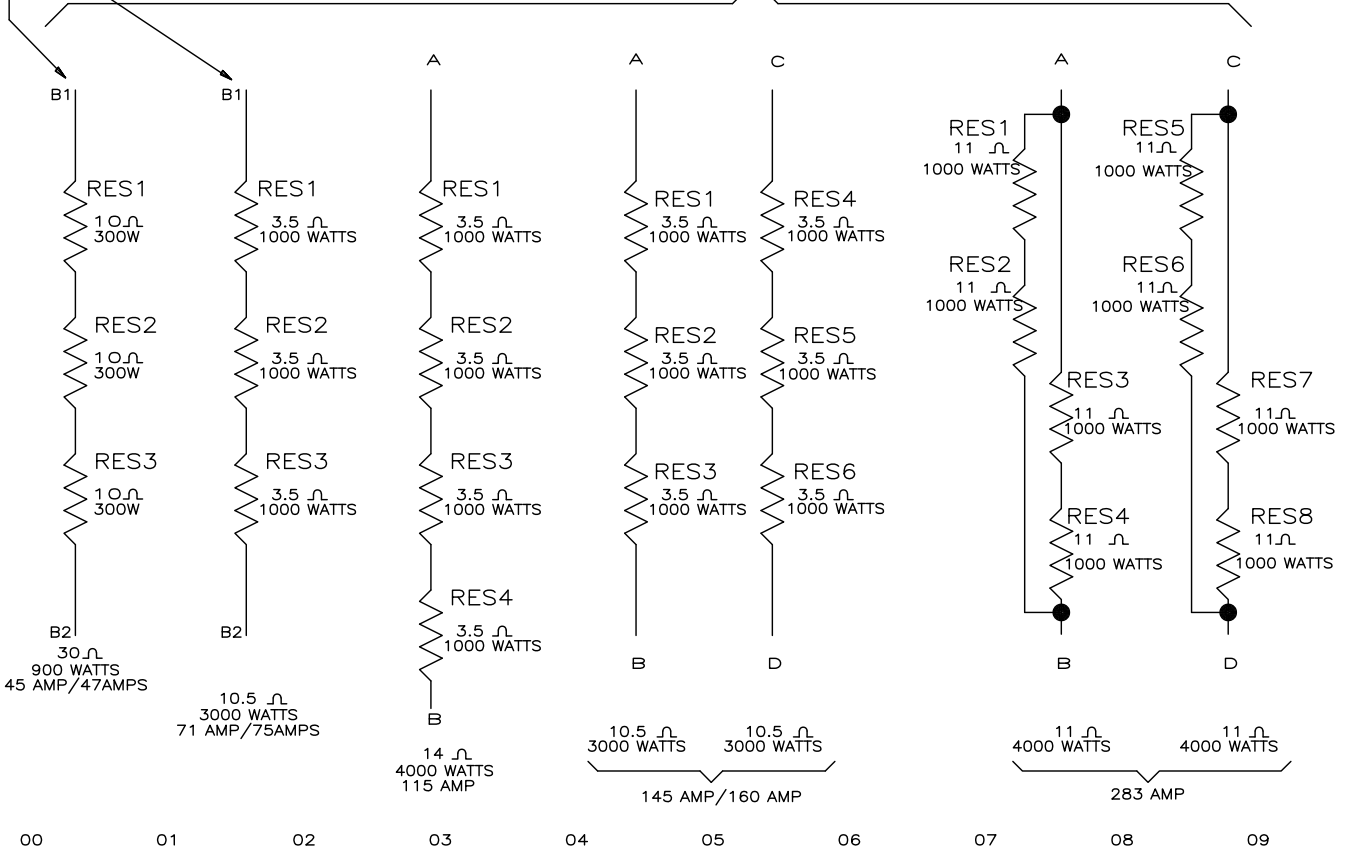 B1
RES1
10Ω
300W
RES2
10Ω
300W
RES3
10Ω
300W
B2
30Ω
900 WATTS
45 AMP/47AMPS
B1
RES1
3.5 Ω
1000 WATTS
RES2
3.5 Ω
1000 WATTS
RES3
3.5 Ω
1000 WATTS
B2
10.5 Ω
3000 WATTS
71 AMP/75AMPS
A
RES1
3.5 Ω
1000 WATTS
RES2
3.5 Ω
1000 WATTS
RES3
3.5 Ω
1000 WATTS
RES4
3.5 Ω
1000 WATTS
B
14 Ω
4000 WATTS
115 AMP
A
RES1
3.5 Ω
1000 WATTS
RES2
3.5 Ω
1000 WATTS
RES3
3.5 Ω
1000 WATTS
B
10.5 Ω
3000 WATTS
C
RES4
3.5 Ω
1000 WATTS
RES5
3.5 Ω
1000 WATTS
RES6
3.5 Ω
1000 WATTS
D
10.5 Ω
3000 WATTS
145 AMP/160 AMP
A
RES1
11 Ω
1000 WATTS
RES2
11 Ω
1000 WATTS
RES3
11 Ω
1000 WATTS
RES4
11 Ω
1000 WATTS
B
11 Ω
4000 WATTS
C
RES5
11Ω
1000 WATTS
RES6
11Ω
1000 WATTS
RES7
11Ω
1000 WATTS
RES8
11Ω
1000 WATTS
D
11Ω
4000 WATTS
283 AMP
00 01 02 03 04 05 06 07 08 09